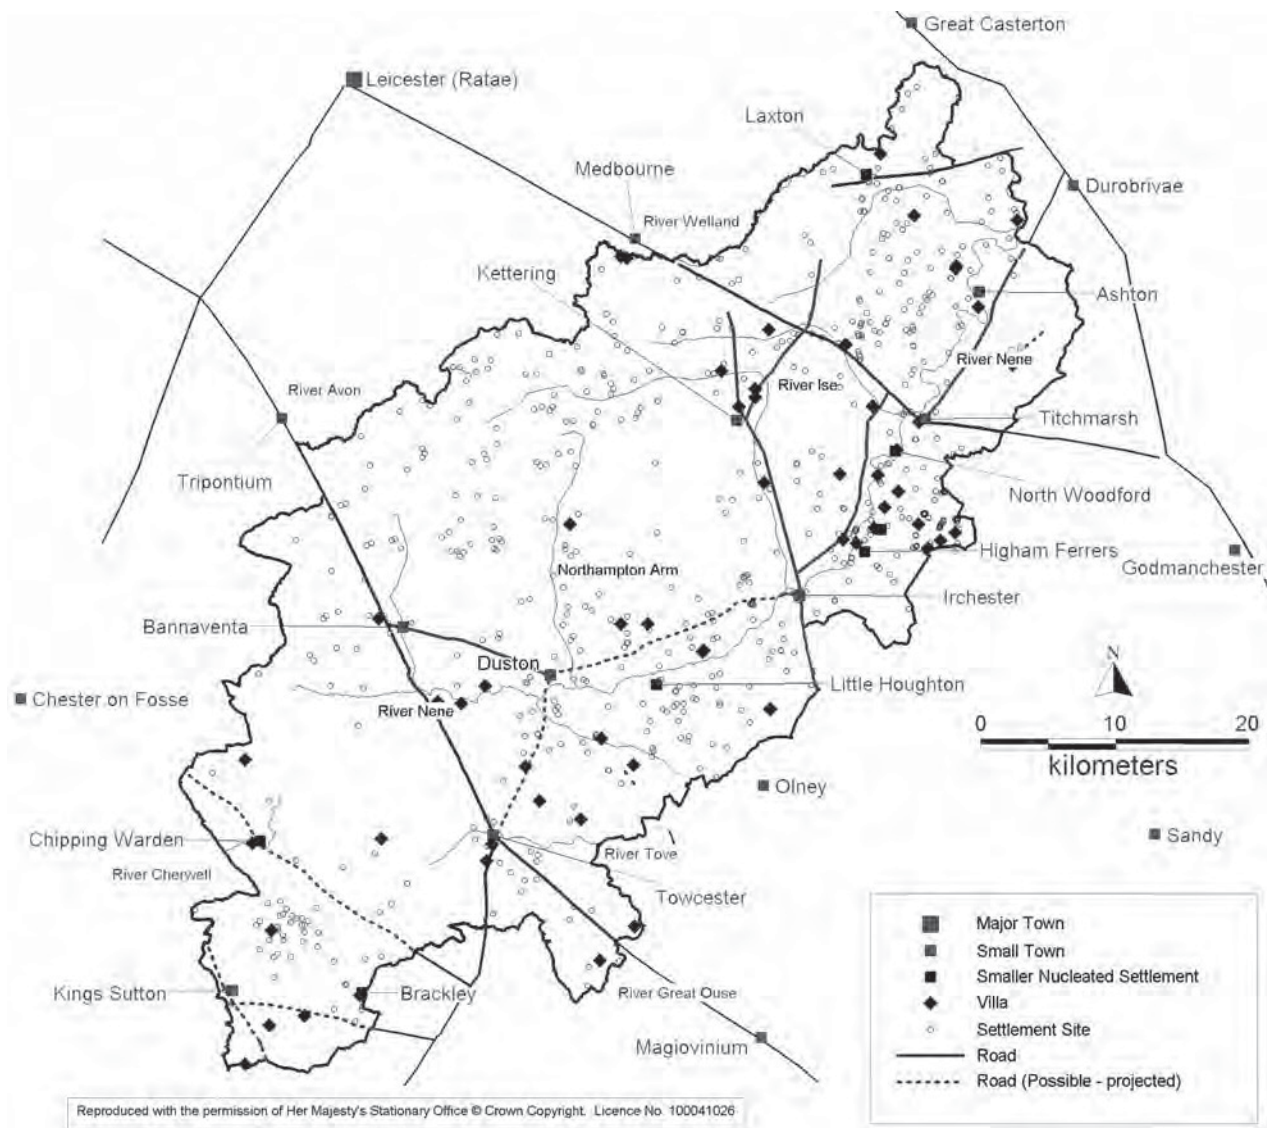 Great Casterton
Leicester (Ratae)
Laxton
Medbourne
Durobrivae
River Welland
Kettering
Ashton
River Nene
River Avon
River Ise
Titchmarsh
Tripontium
North Woodford
Higham Ferrers
Northampton Arm
Godmanchester
Irchester
Bannaventa
N
Duston
Little Houghton
Chester on Fosse
River Nene
0 10 20
kilometers
Olney
Chipping Warden
Sandy
River Tove
River Cherwell
Towcester
Kings Sutton
Brackley
River Great Ouse
Magiovinium
Major Town
Small Town
Smaller Nucleated Settlement
Villa
Settlement Site
Road
Road (Possible - projected)
Reproduced with the permission of Her Majesty's Stationary Office © Crown Copyright. Licence No. 100041026